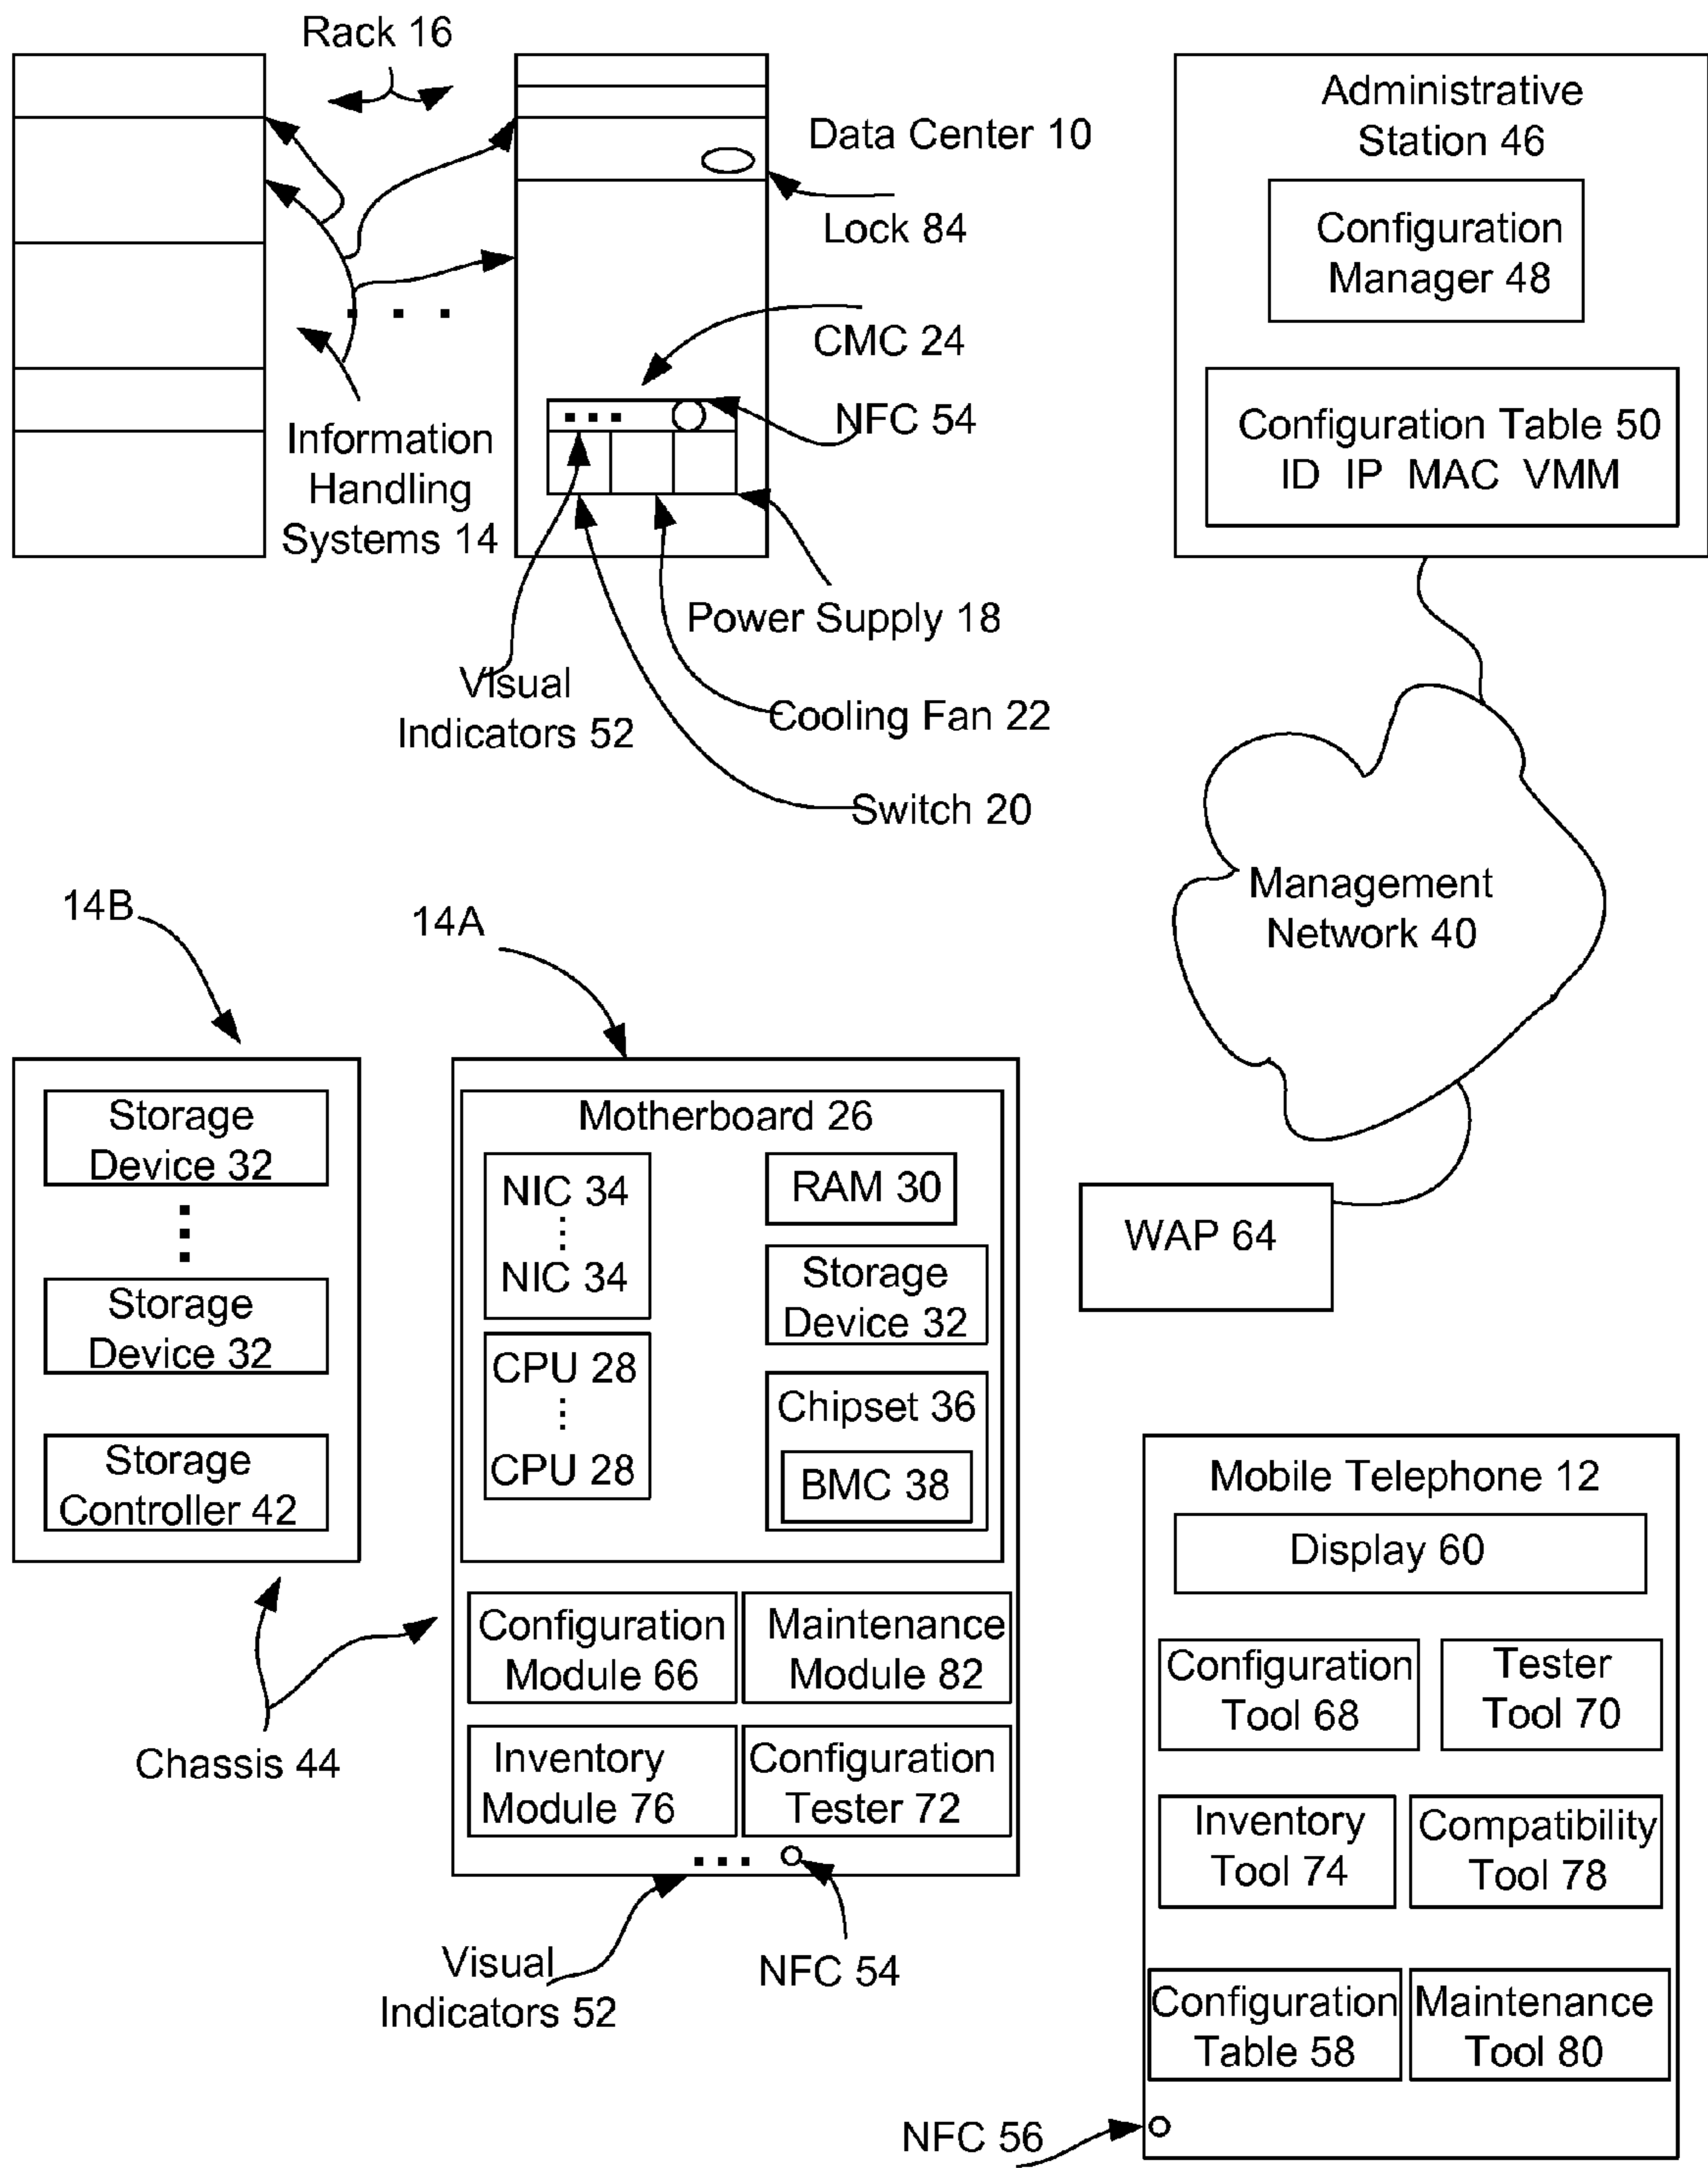 Rack 16
Data Center 10
Lock 84
CMC 24
NFC 54
Information
Handling
Systems 14
Power Supply 18
Visual
Indicators 52
Cooling Fan 22
Switch 20
Administrative
Station 46
Configuration
Manager 48
Configuration Table 50
ID IP MAC VMM
Management
Network 40
WAP 64
14B
14A
Storage
Device 32
Storage
Device 32
Storage
Controller 42
Chassis 44
Motherboard 26
NIC 34
NIC 34
CPU 28
CPU 28
RAM 30
Storage
Device 32
Chipset 36
BMC 38
Configuration
Module 66
Maintenance
Module 82
Inventory
Module 76
Configuration
Tester 72
Visual
Indicators 52
NFC 54
Mobile Telephone 12
Display 60
Configuration
Tool 68
Tester
Tool 70
Inventory
Tool 74
Compatibility
Tool 78
Configuration
Table 58
Maintenance
Tool 80
NFC 56